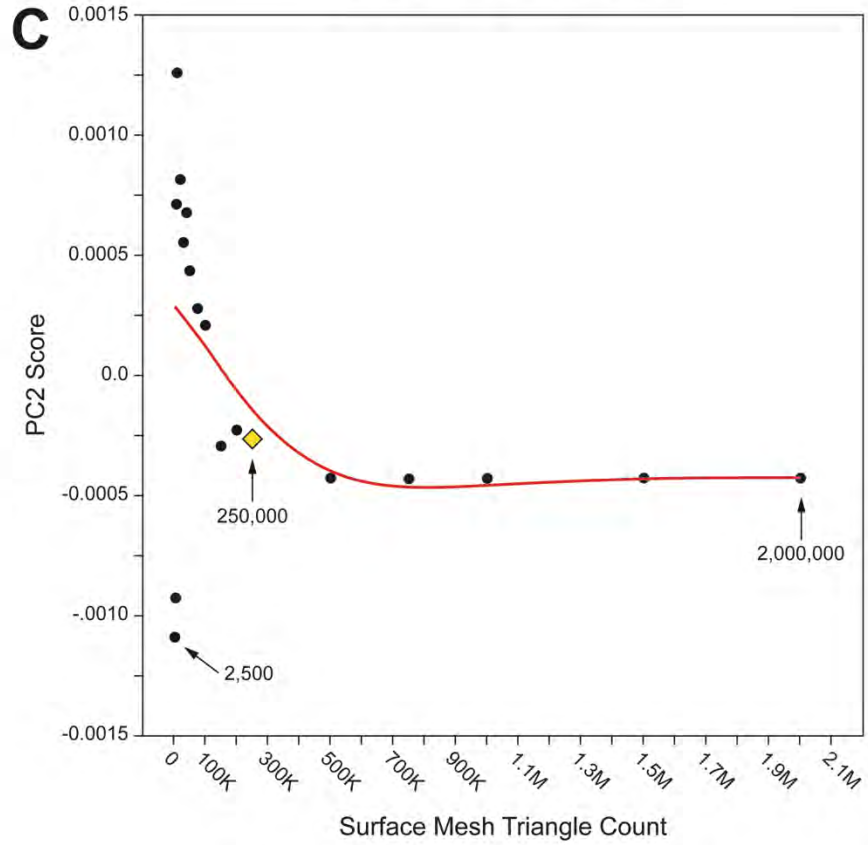 C
0.0015
0.0010
0.0005
0.0
-0.0005
-.0010
-0.0015
PC2 Score
250,000
2,000,000
2,500
0
100K
300K
500K
700K
900K
1.1M
1.3M
1.5M
1.7M
1.9M
2.1M
Surface Mesh Triangle Count